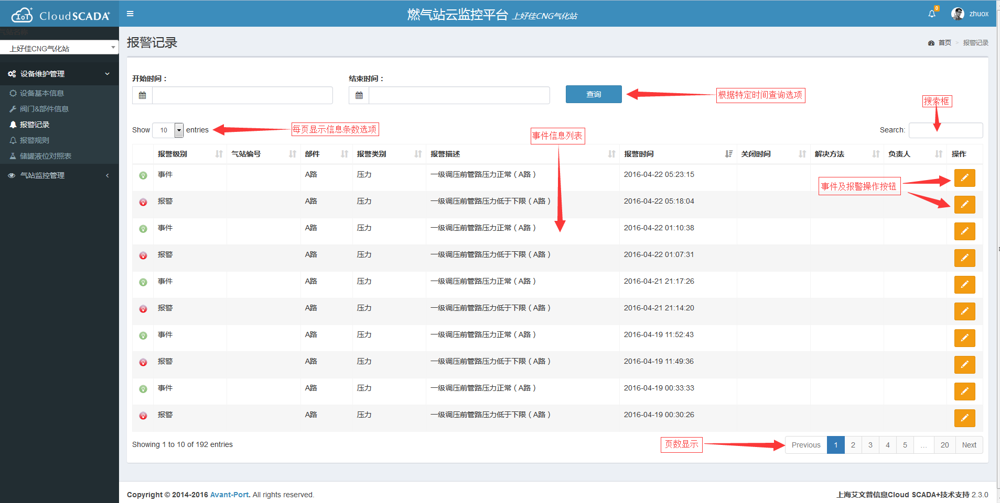 IoT+ CloudSCADA+
燃气站云监控平台 上好佳CNG气化站
0
zhuox
气站名称
上好佳CNG气化站
设备维护管理
设备基本信息
阀门&部件信息
报警记录
报警规则
储罐液位对照表
气站监控管理
报警记录
首页 > 报警记录
开始时间：
结束时间：
查询
根据特定时间查询选项
搜索框
Show 10 entries
每页显示信息条数选项
事件信息列表
Search:
报警级别 气站编号 部件 报警类别 报警描述 报警时间 关闭时间 解决方法 负责人 操作
事件 A路 压力 一级调压前管路压力正常（A路） 2016-04-22 05:23:15
事件及报警操作按钮
报警 A路 压力 一级调压前管路压力低于下限（A路） 2016-04-22 05:18:04
事件 A路 压力 一级调压前管路压力正常（A路） 2016-04-22 01:10:38
报警 A路 压力 一级调压前管路压力低于下限（A路） 2016-04-22 01:07:31
事件 A路 压力 一级调压前管路压力正常（A路） 2016-04-21 21:17:26
报警 A路 压力 一级调压前管路压力低于下限（A路） 2016-04-21 21:14:20
事件 A路 压力 一级调压前管路压力正常（A路） 2016-04-19 11:52:43
报警 A路 压力 一级调压前管路压力低于下限（A路） 2016-04-19 11:49:36
事件 A路 压力 一级调压前管路压力正常（A路） 2016-04-19 00:33:33
报警 A路 压力 一级调压前管路压力低于下限（A路） 2016-04-19 00:30:26
Showing 1 to 10 of 192 entries
页数显示
Previous 1 2 3 4 5 … 20 Next
Copyright © 2014-2016 Avant-Port. All rights reserved.
上海艾文普信息Cloud SCADA+技术支持 2.3.0